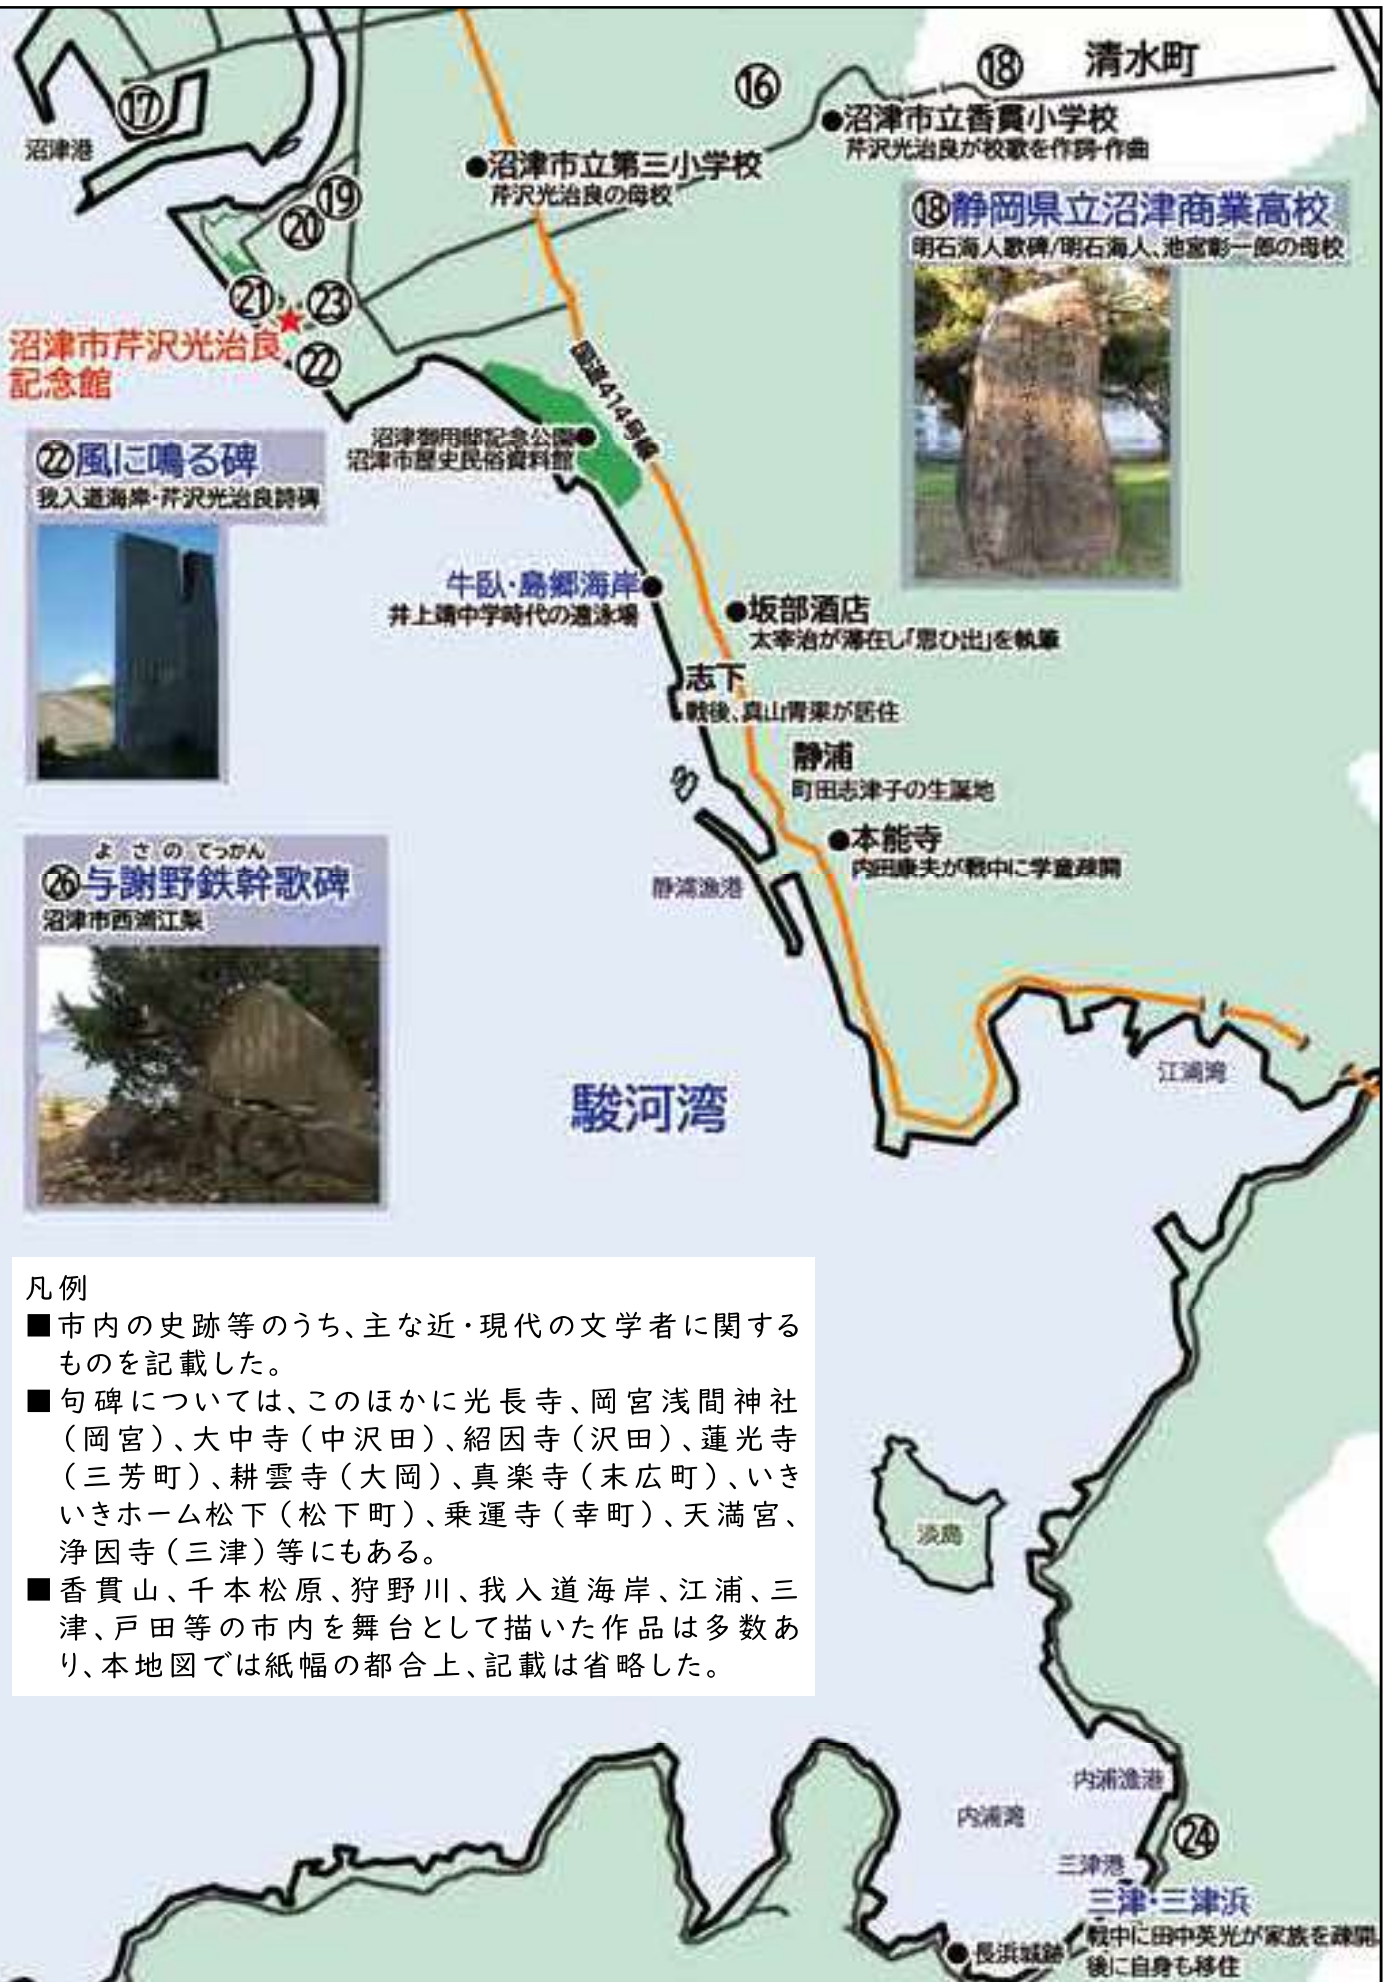 清水町
⑯
⑱
⑰
沼津港
●沼津市立香貫小学校
芹沢光治良が校歌を作詞・作曲
●沼津市立第三小学校
芹沢光治良の母校
⑲
⑳
⑱静岡県立沼津商業高校
明石海人歌碑/明石海人、池宮彰一郎の母校
㉑
㉓
沼津市芹沢光治良
記念館
㉒
国道414号線
沼津御用邸記念公園●
沼津市歴史民俗資料館
㉒風に鳴る碑
我入道海岸・芹沢光治良詩碑
牛臥・島郷海岸●
井上靖中学時代の遊泳場
●坂部酒店
太宰治が滞在し「思ひ出」を執筆
志下
戦後、真山青果が居住
静浦
町田志津子の生誕地
●本能寺
内田康夫が戦中に学童疎開
静浦漁港
よさのてっかん
㉖与謝野鉄幹歌碑
沼津市西浦江梨
江浦湾
駿河湾
凡例
■市内の史跡等のうち、主な近・現代の文学者に関する
ものを記載した。
■句碑については、このほかに光長寺、岡宮浅間神社
（岡宮）、大中寺（中沢田）、紹因寺（沢田）、蓮光寺
（三芳町）、耕雲寺（大岡）、真楽寺（末広町）、いき
いきホーム松下（松下町）、乗運寺（幸町）、天満宮、
浄因寺（三津）等にもある。
■香貫山、千本松原、狩野川、我入道海岸、江浦、三
津、戸田等の市内を舞台として描いた作品は多数あ
り、本地図では紙幅の都合上、記載は省略した。
淡島
内浦漁港
内浦湾
㉔
三津港
三津・三津浜
戦中に田中英光が家族を疎開、
後に自身も移住
●長浜城跡